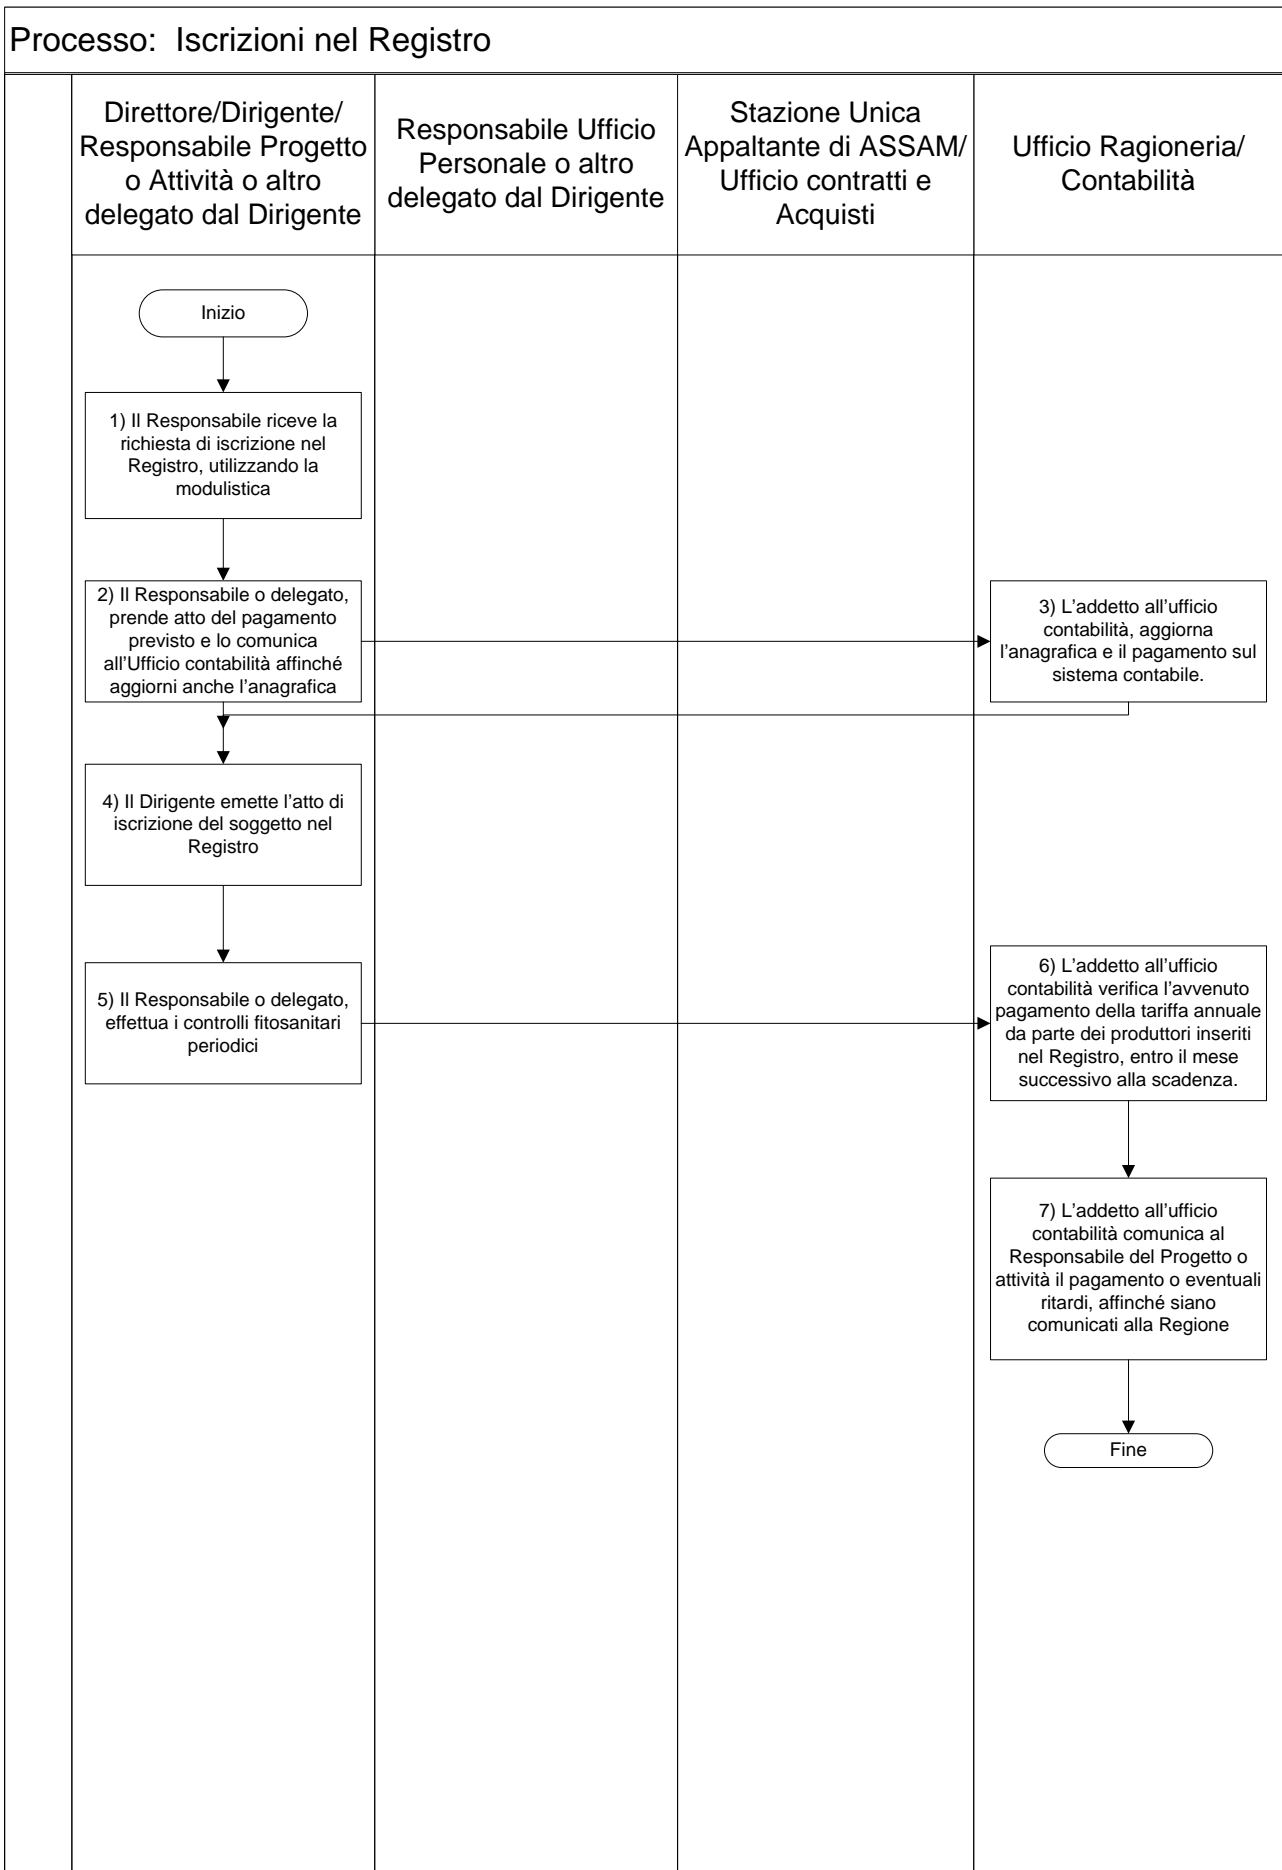 Processo:  Iscrizioni nel Registro
Direttore/Dirigente/
Responsabile Progetto
o Attività o altro
delegato dal Dirigente
Responsabile Ufficio
Personale o altro
delegato dal Dirigente
Stazione Unica
Appaltante di ASSAM/
Ufficio contratti e
Acquisti
Ufficio Ragioneria/
Contabilità
Inizio
1) Il Responsabile riceve la
richiesta di iscrizione nel
Registro, utilizzando la
modulistica
2) Il Responsabile o delegato,
prende atto del pagamento
previsto e lo comunica
all’Ufficio contabilità affinché
aggiorni anche l’anagrafica
3) L’addetto all’ufficio
contabilità, aggiorna
l’anagrafica e il pagamento sul
sistema contabile.
4) Il Dirigente emette l’atto di
iscrizione del soggetto nel
Registro
5) Il Responsabile o delegato,
effettua i controlli fitosanitari
periodici
6) L’addetto all’ufficio
contabilità verifica l’avvenuto
pagamento della tariffa annuale
da parte dei produttori inseriti
nel Registro, entro il mese
successivo alla scadenza.
7) L’addetto all’ufficio
contabilità comunica al
Responsabile del Progetto o
attività il pagamento o eventuali
ritardi, affinché siano
comunicati alla Regione
Fine